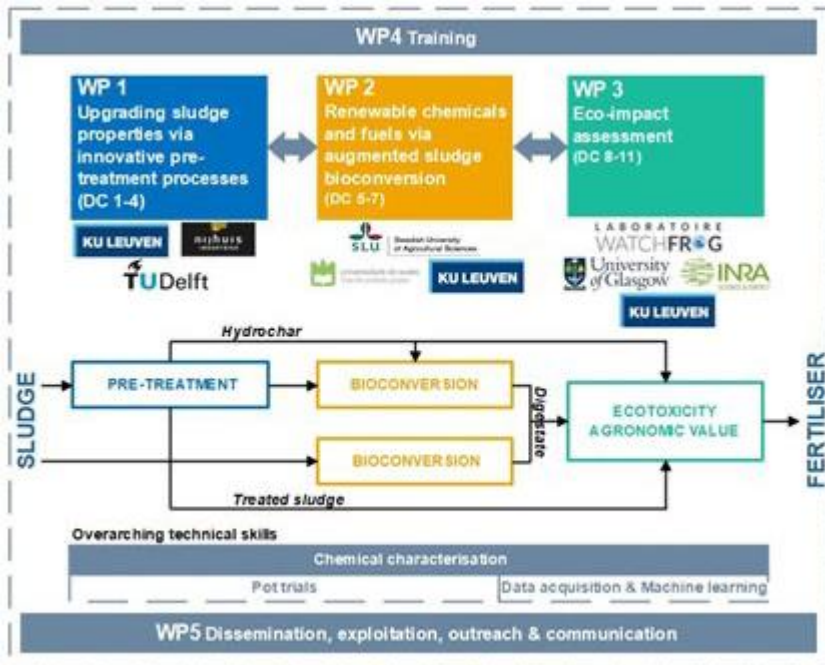 WP4 Training
WP 1
Upgrading sludge
properties via
innovative pre-
treatment processes
(DC 1-4)
WP 2
Renewable chemicals
and fuels via
augmented sludge
bioconversion
(DC 5-7)
WP 3
Eco-impact
assessment
(DC 8-11)
KU LEUVEN
nijhuis
TUDelft
SLU
Swedish University
of Agricultural Sciences
KU LEUVEN
LABORATOIRE
WATCHFROG
University
of Glasgow
INRA
KU LEUVEN
Hydrochar
SLUDGE
PRE-TREATMENT
BIOCONVERSION
BIOCONVERSION
Digestate
ECOTOXICITY
AGRONOMIC VALUE
FERTILISER
Treated sludge
Overarching technical skills
Chemical characterisation
Pot trials
Data acquisition & Machine learning
WP5 Dissemination, exploitation, outreach & communication